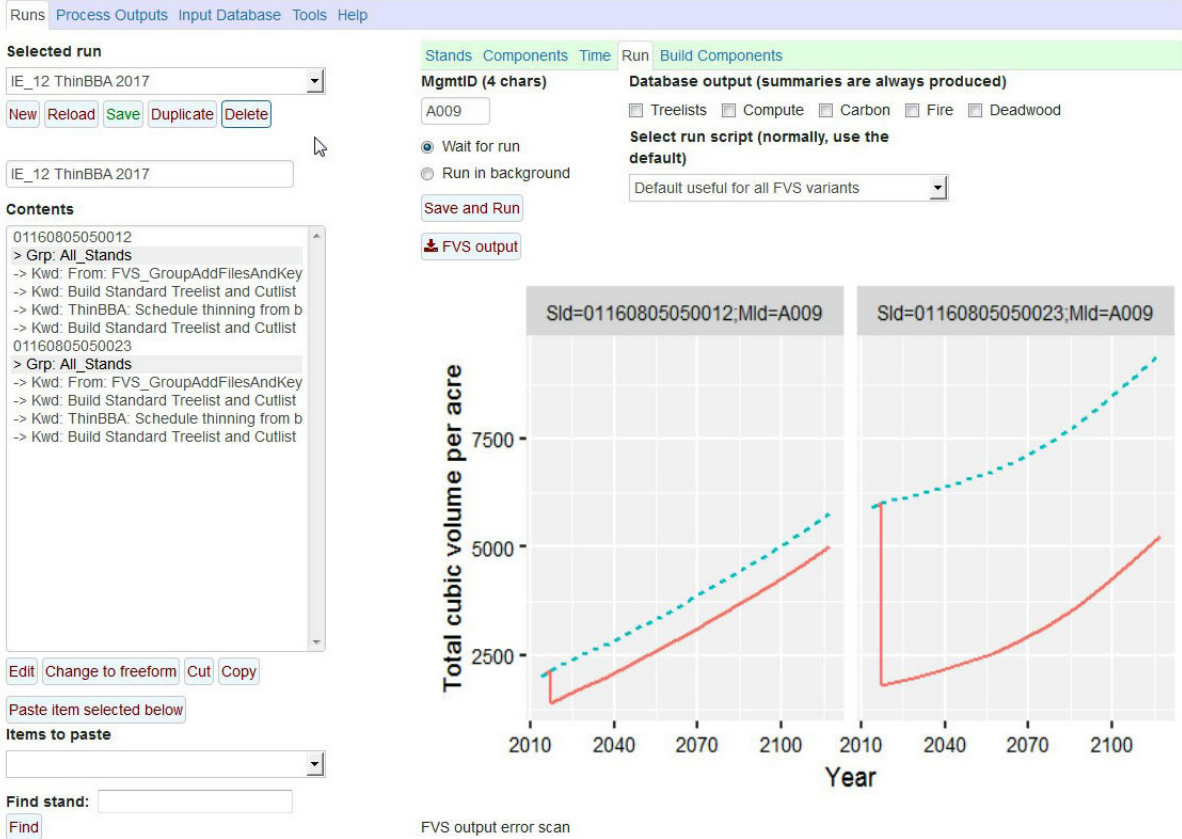 Runs Process Outputs Input Database Tools Help
Selected run
IE_12 ThinBBA 2017
New Reload Save Duplicate Delete
IE_12 ThinBBA 2017
Contents
01160805050012
> Grp: All_Stands
-> Kwd: From: FVS_GroupAddFilesAndKey
-> Kwd: Build Standard Treelist and Cutlist
-> Kwd: ThinBBA: Schedule thinning from b
-> Kwd: Build Standard Treelist and Cutlist
01160805050023
> Grp: All_Stands
-> Kwd: From: FVS_GroupAddFilesAndKey
-> Kwd: Build Standard Treelist and Cutlist
-> Kwd: ThinBBA: Schedule thinning from b
-> Kwd: Build Standard Treelist and Cutlist
Edit Change to freeform Cut Copy
Paste item selected below
Items to paste
Find stand:
Find
Stands Components Time Run Build Components
MgmtID (4 chars)
A009
Wait for run
Run in background
Save and Run
FVS output
Database output (summaries are always produced)
Treelists Compute Carbon Fire Deadwood
Select run script (normally, use the
default)
Default useful for all FVS variants
SId=01160805050012;MId=A009 SId=01160805050023;MId=A009
Total cubic volume per acre
7500
5000
2500
2010 2040 2070 2100 2010 2040 2070 2100
Year
FVS output error scan